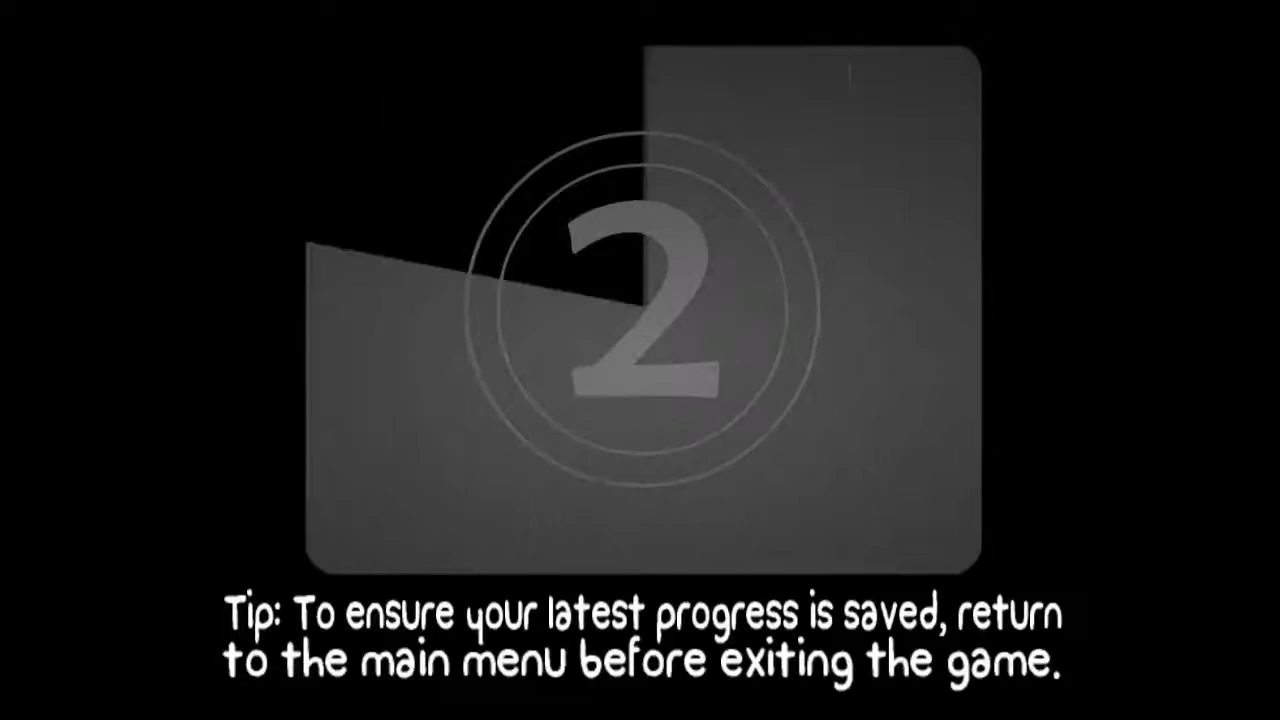 2
Tip: To ensure your latest progress is saved, return
to the main menu before exiting the game.